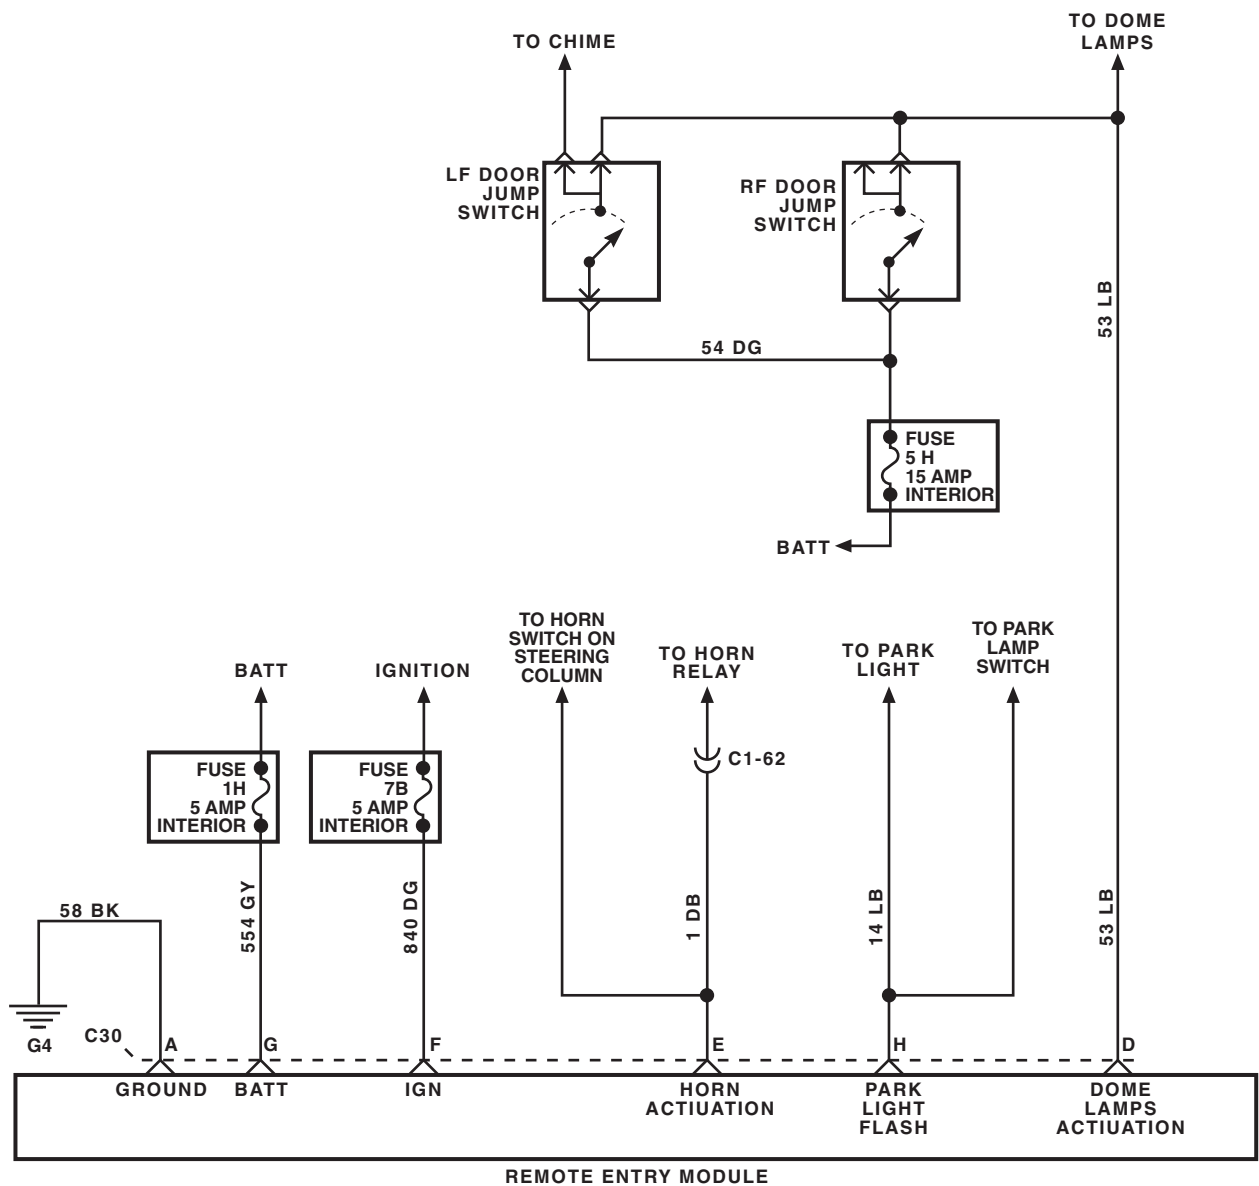 TO DOME
LAMPS
TO CHIME
LF DOOR
JUMP
SWITCH
RF DOOR
JUMP
SWITCH
53 LB
54 DG
FUSE
5 H
15 AMP
INTERIOR
BATT
BATT
IGNITION
TO HORN
SWITCH ON
STEERING
COLUMN
TO HORN
RELAY
TO PARK
LIGHT
TO PARK
LAMP
SWITCH
C1-62
FUSE
1H
5 AMP
INTERIOR
FUSE
7B
5 AMP
INTERIOR
58 BK
554 GY
840 DG
1 DB
14 LB
53 LB
G4
C30
A
G
F
E
H
D
GROUND
BATT
IGN
HORN
ACTIUATION
PARK
LIGHT
FLASH
DOME
LAMPS
ACTIUATION
REMOTE ENTRY MODULE